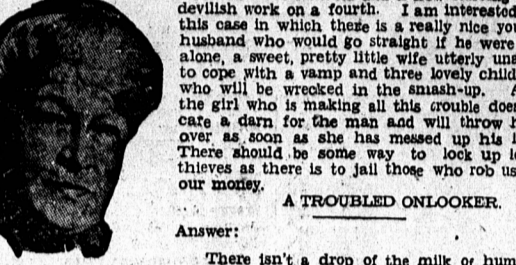 devilish work on a fourth. I am interested
this case in which there is a really nice
husband who would go straight if he were
alone, a sweet, pretty little wife utterly
to cope with a vamp and three lovely
who will be wrecked in the smash-up.
the girl who is making all this crouble
care a darn for the man and will throw
over as soon as she has messed up his
There should be some way to lock up
thieves as there is to jail those who rob
our money.
A TROUBLED ONLOOKER.
Answer:
There isn't a drop of the milk of